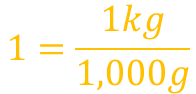 1 = 1kg / 1,000g